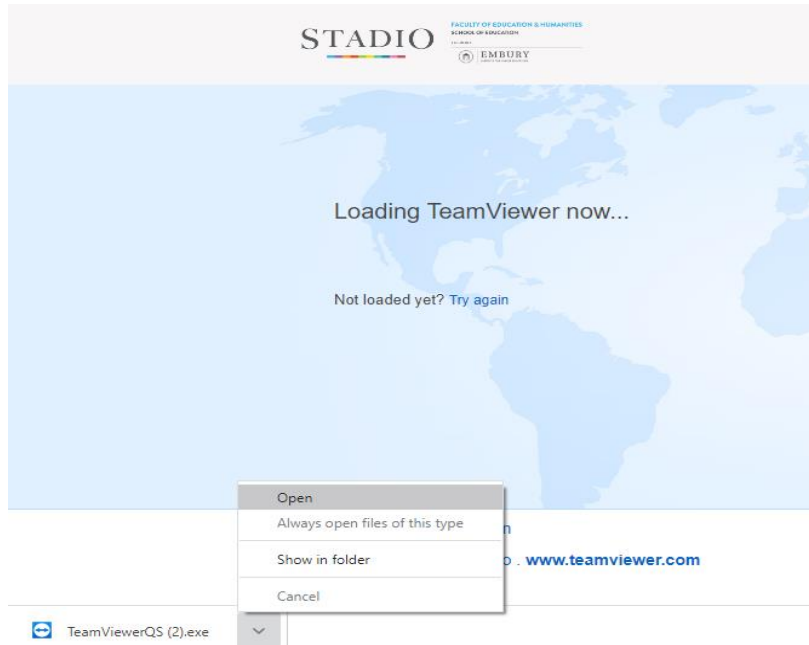 STADIO
FACULTY OF EDUCATION & HUMANITIES
SCHOOL OF EDUCATION
EMBURY
Loading TeamViewer now...
Not loaded yet? Try again
Open
Always open files of this type
Show in folder
Cancel
www.teamviewer.com
TeamViewerQS (2).exe